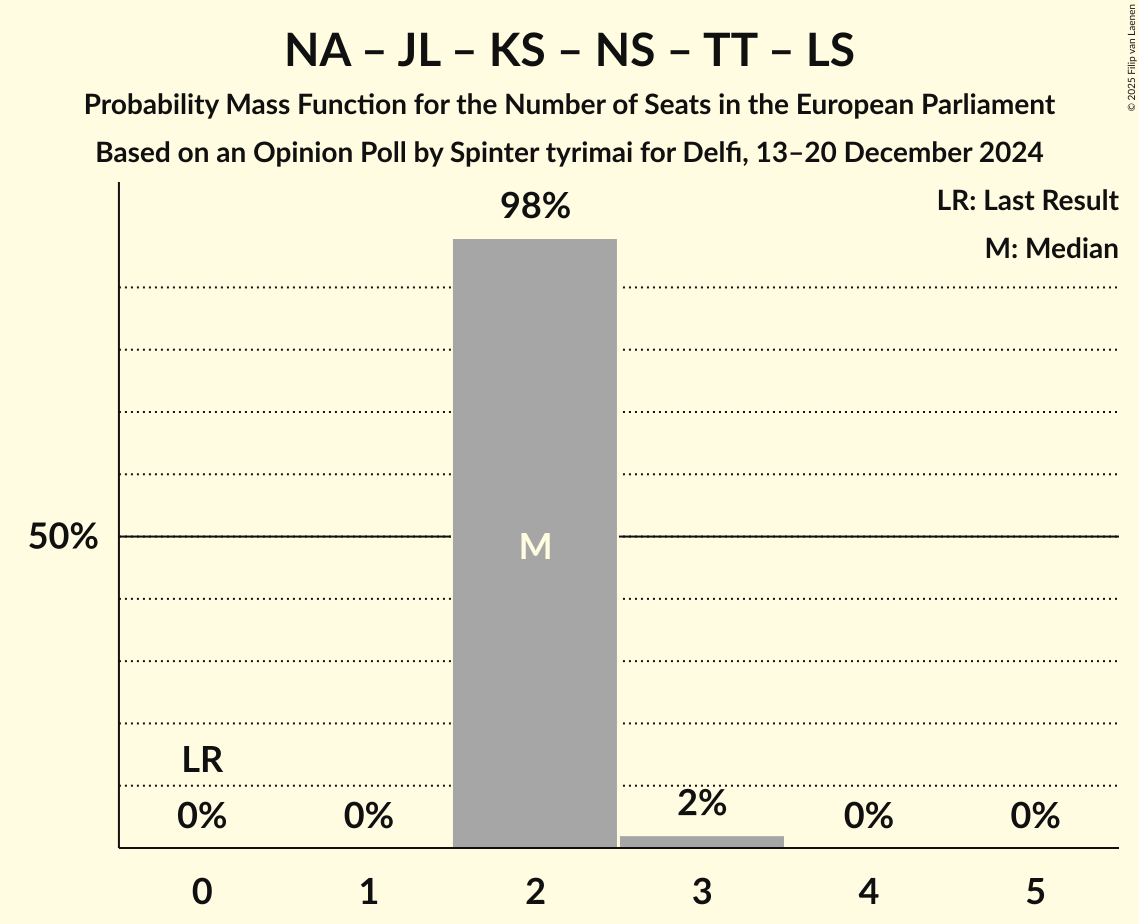 NA – JL – KS – NS – TT – LS
Probability Mass Function for the Number of Seats in the European Parliament
Based on an Opinion Poll by Spinter tyrimai for Delfi, 13–20 December 2024
© 2025 Filip van Laenen
LR: Last Result
M: Median
98%
50%
M
LR
0%
0%
2%
0%
0%
0
1
2
3
4
5